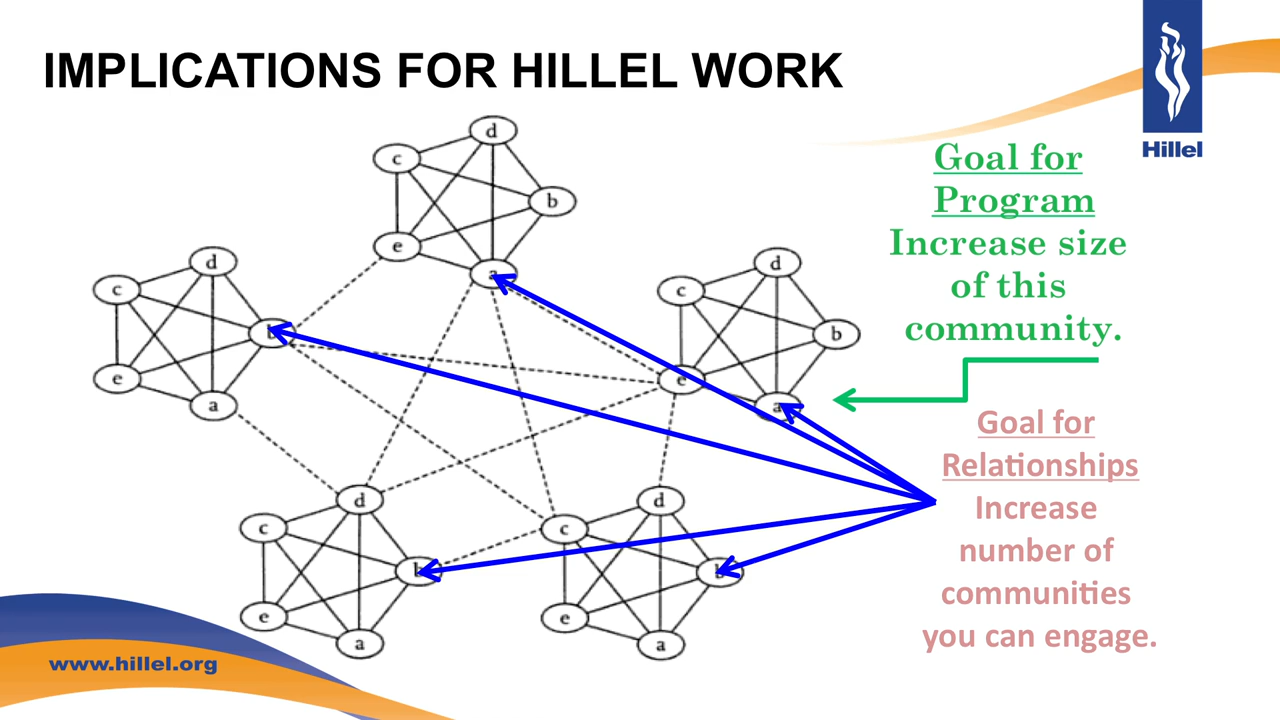 IMPLICATIONS FOR HILLEL WORK
Hillel
d
c
b
e
a
d
c
b
e
a
d
c
b
e
a
d
c
b
e
a
d
c
b
e
a
Goal for
Program
Increase size
of this
community.
Goal for
Relationships
Increase
number of
communities
you can engage.
www.hillel.org